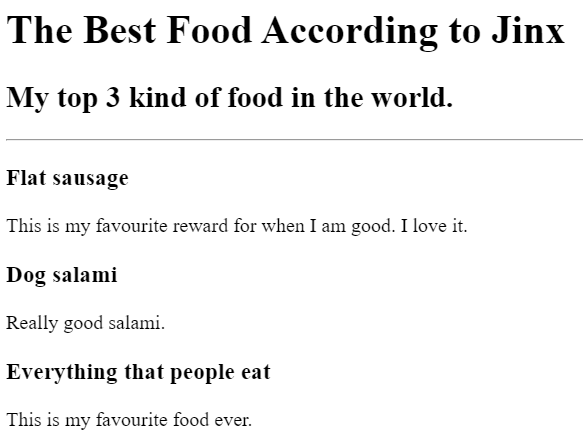 The Best Food According to Jinx
My top 3 kind of food in the world.
Flat sausage
This is my favourite reward for when I am good. I love it.
Dog salami
Really good salami.
Everything that people eat
This is my favourite food ever.